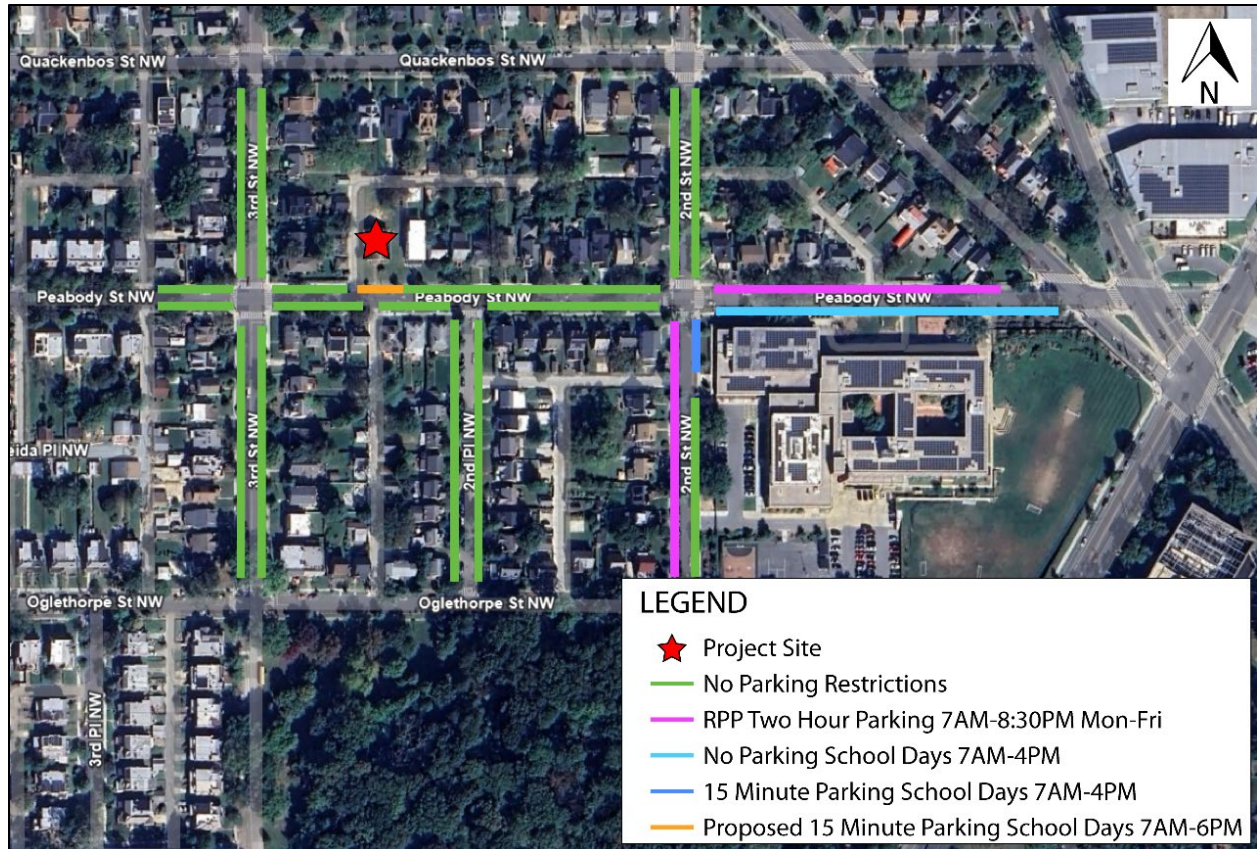 Quackenbos St NW
Quackenbos St NW
N
3rd St NW
2nd St NW
Peabody St NW
Peabody St NW
Peabody St NW
eida Pl NW
3rd St NW
2nd Pl NW
2nd St NW
Oglethorpe St NW
Oglethorpe St NW
3rd Pl NW
LEGEND
Project Site
No Parking Restrictions
RPP Two Hour Parking 7AM-8:30PM Mon-Fri
No Parking School Days 7AM-4PM
15 Minute Parking School Days 7AM-4PM
Proposed 15 Minute Parking School Days 7AM-6PM